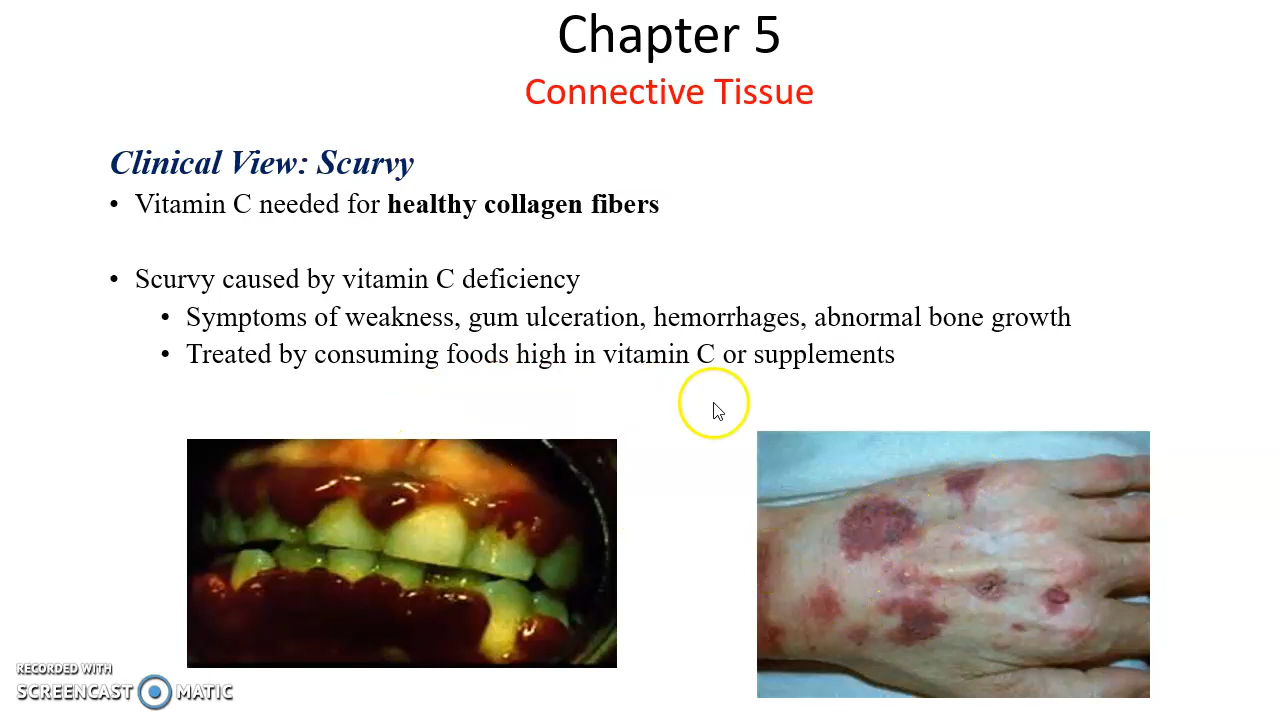 Chapter 5
Connective Tissue
Clinical View: Scurvy
• Vitamin C needed for healthy collagen fibers
• Scurvy caused by vitamin C deficiency
• Symptoms of weakness, gum ulceration, hemorrhages, abnormal bone growth
• Treated by consuming foods high in vitamin C or supplements
RECORDED WITH
SCREENCAST MATIC